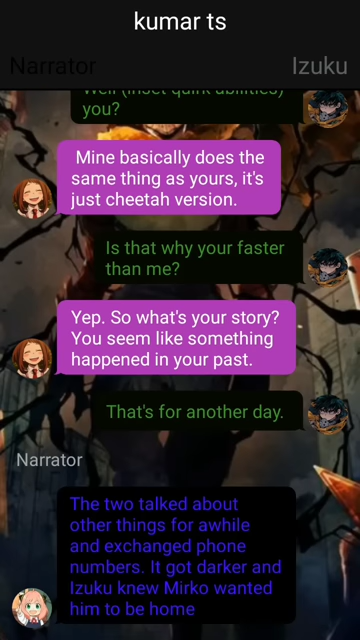 kumar ts
Narrator
Izuku
Well (inset quirk abilities)
you?
Mine basically does the
same thing as yours, it's
just cheetah version.
Is that why your faster
than me?
Yep. So what's your story?
You seem like something
happened in your past.
That's for another day.
Narrator
The two talked about
other things for awhile
and exchanged phone
numbers. It got darker and
Izuku knew Mirko wanted
him to be home